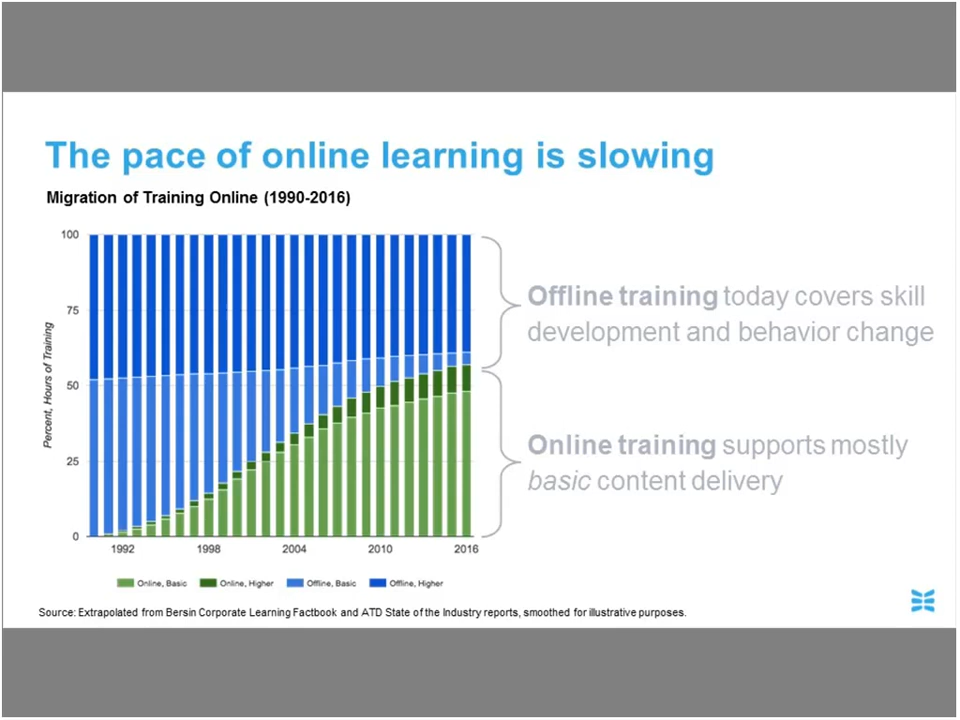 The pace of online learning is slowing
Migration of Training Online (1990-2016)
100
75
50
25
0
Percent, Hours of Training
1992
1998
2004
2010
2016
Online, Basic
Online, Higher
Offline, Basic
Offline, Higher
Offline training today covers skill
development and behavior change
Online training supports mostly
basic content delivery
Source: Extrapolated from Bersin Corporate Learning Factbook and ATD State of the Industry reports, smoothed for illustrative purposes.